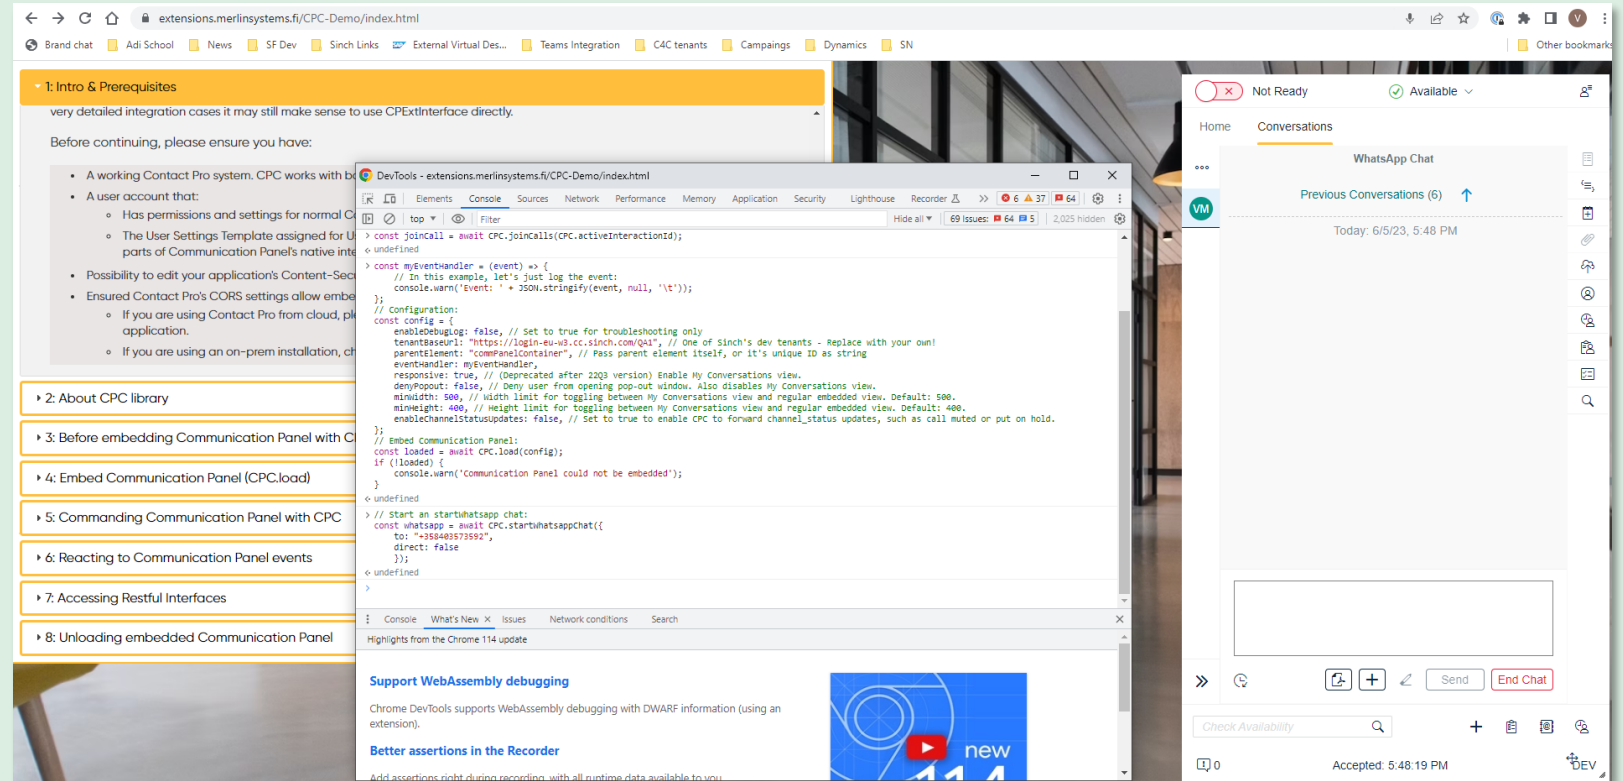 extensions.merlinsystems.fi/CPC-Demo/index.html
V
Brand chat
Adi School
News
SF Dev
Sinch Links
External Virtual Des...
Teams Integration
C4C tenants
Campaings
Dynamics
SN
Other bookmarks
1: Intro & Prerequisites
very detailed integration cases it may still make sense to use CPExtInterface directly.
Before continuing, please ensure you have:
A working Contact Pro system. CPC works with bo
A user account that:
Has permissions and settings for normal Co
The User Settings Template assigned for U
parts of Communication Panel's native inte
Possibility to edit your application's Content-Secu
Ensured Contact Pro's CORS settings allow embe
If you are using Contact Pro from cloud, pl
application.
If you are using an on-prem installation, ch
2: About CPC library
3: Before embedding Communication Panel with C
4: Embed Communication Panel (CPC.load)
5: Commanding Communication Panel with CPC
6: Reacting to Communication Panel events
7: Accessing Restful Interfaces
8: Unloading embedded Communication Panel
DevTools - extensions.merlinsystems.fi/CPC-Demo/index.html
Elements Console Sources Network Performance Memory Application Security Lighthouse Recorder 6 37 64
top Filter Hide all 69 Issues: 64 5 2,025 hidden
> const joinCall = await CPC.joinCalls(CPC.activeInteractionId);
undefined
> const myEventHandler = (event) => {
// In this example, let's just log the event:
console.warn('Event: ' + JSON.stringify(event, null, '\t'));
};
// Configuration:
const config = {
enableDebugLog: false, // Set to true for troubleshooting only
tenantBaseUrl: "https://login-eu-w3.cc.sinch.com/QA1", // One of Sinch's dev tenants - Replace with your own!
parentElement: "commPanelContainer", // Pass parent element itself, or it's unique ID as string
eventHandler: myEventHandler,
responsive: true, // (Deprecated after 22Q3 version) Enable My Conversations view.
denyPopout: false, // Deny user from opening pop-out window. Also disables My Conversations view.
minWidth: 500, // Width limit for toggling between My Conversations view and regular embedded view. Default: 500.
minHeight: 400, // Height limit for toggling between My Conversations view and regular embedded view. Default: 400.
enableChannelStatusUpdates: false, // Set to true to enable CPC to forward channel_status updates, such as call muted or put on hold.
};
// Embed Communication Panel:
const loaded = await CPC.load(config);
if (!loaded) {
console.warn('Communication Panel could not be embedded');
}
undefined
> // Start an startWhatsapp chat:
const whatsapp = await CPC.startWhatsappChat({
to: "+358403573592",
direct: false
});
undefined
>
Console What's New Issues Network conditions Search
Highlights from the Chrome 114 update
Support WebAssembly debugging
Chrome DevTools supports WebAssembly debugging with DWARF information (using an
extension).
Better assertions in the Recorder
Add assertions right during recording, with all runtime data available to you
new
114
Not Ready
Available
Home
Conversations
VM
WhatsApp Chat
Previous Conversations (6)
Today: 6/5/23, 5:48 PM
Send
End Chat
Check Availability
0
Accepted: 5:48:19 PM
DEV